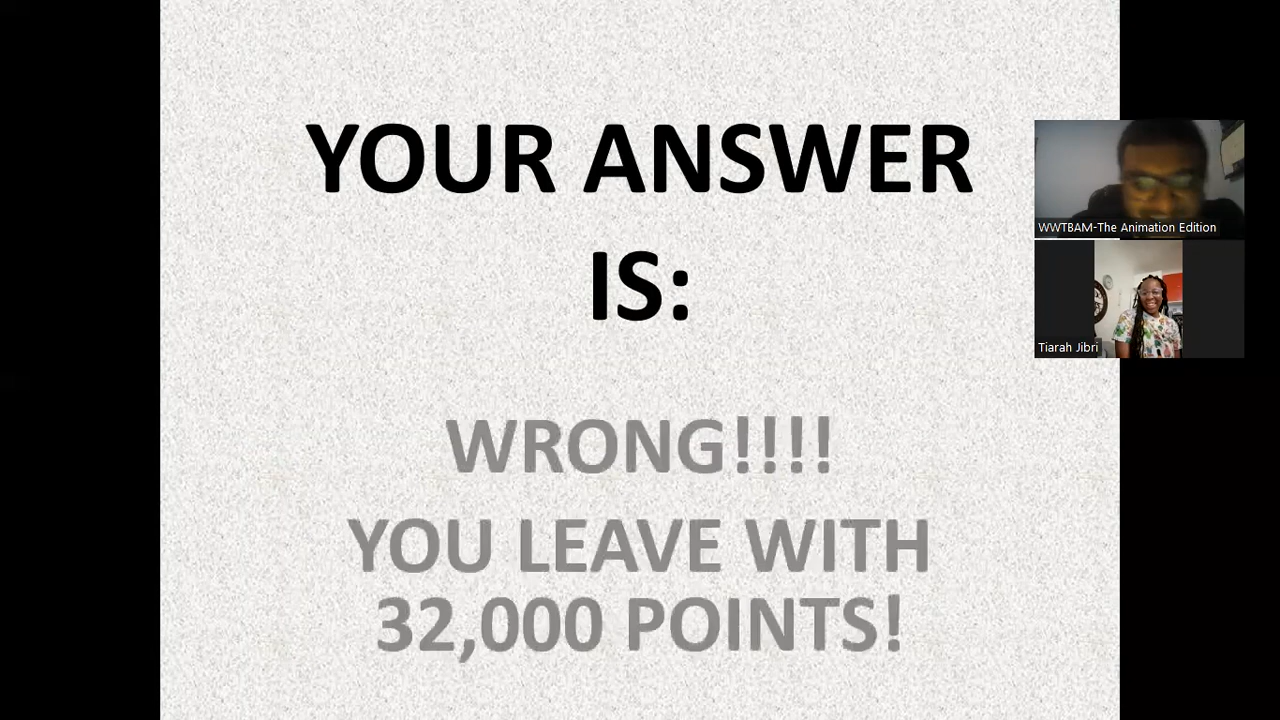 YOUR ANSWER
IS:
WRONG!!!!
YOU LEAVE WITH
32,000 POINTS!
WWTBAM-The Animation Edition
Tiarah Jibri